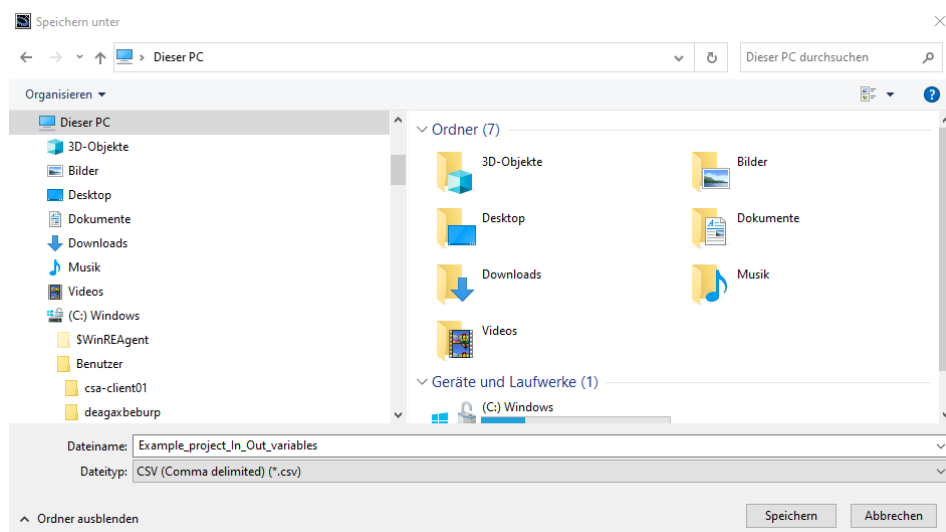 Speichern unter
Dieser PC
Dieser PC durchsuchen
Organisieren
?
Dieser PC
3D-Objekte
Bilder
Desktop
Dokumente
Downloads
Musik
Videos
(C:) Windows
$WinREAgent
Benutzer
csa-client01
deagaxbeburp
Ordner (7)
3D-Objekte
Bilder
Desktop
Dokumente
Downloads
Musik
Videos
Geräte und Laufwerke (1)
(C:) Windows
Dateiname: Example_project_In_Out_variables
Dateityp: CSV (Comma delimited) (*.csv)
Ordner ausblenden
Speichern
Abbrechen